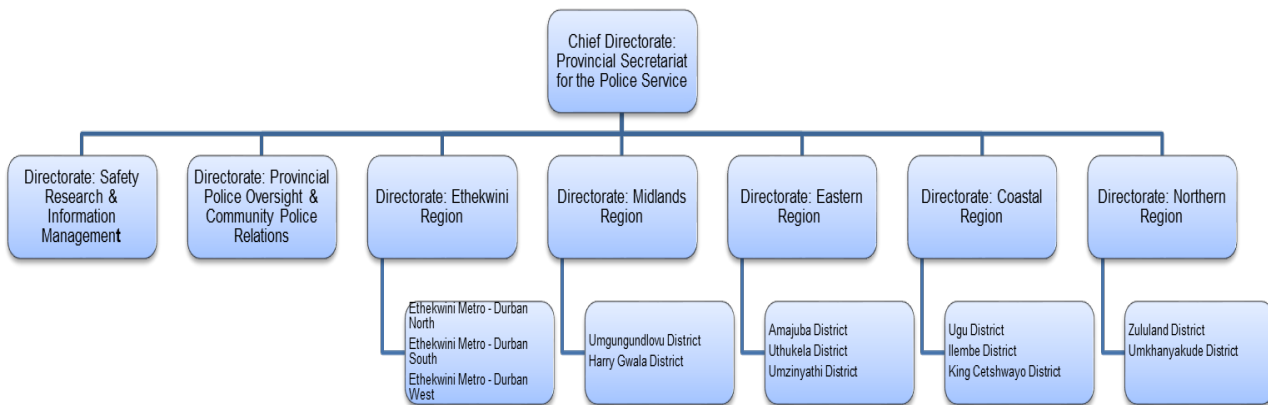 Chief Directorate:
Provincial Secretariat
for the Police Service
Directorate: Safety
Research &
Information
Management
Directorate: Provincial
Police Oversight &
Community Police
Relations
Directorate: Ethekwini
Region
Directorate: Midlands
Region
Directorate: Eastern
Region
Directorate: Coastal
Region
Directorate: Northern
Region
Ethekwini Metro - Durban
North
Ethekwini Metro - Durban
South
Ethekwini Metro - Durban
West
Umgungundlovu District
Harry Gwala District
Amajuba District
Uthukela District
Umzinyathi District
Ugu District
Ilembe District
King Cetshwayo District
Zululand District
Umkhanyakude District